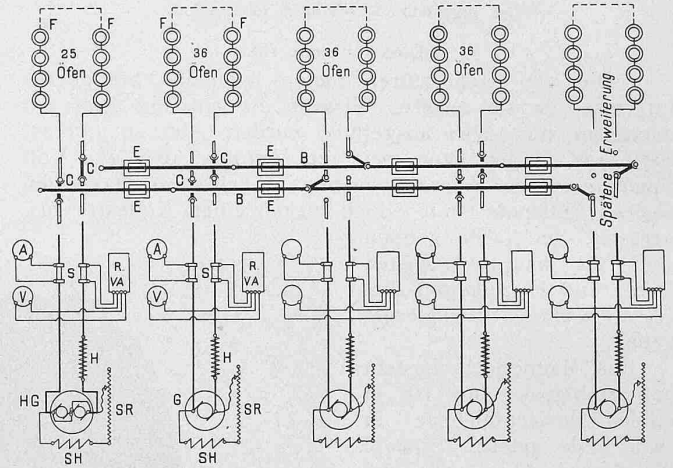 F F F F
25 Öfen
36 Öfen
36 Öfen
36 Öfen
Spätere Erweiterung
E E B
C C C C
E B E
A S R. VA
A S R. VA
V V
H H
HG SR G SR
SH SH